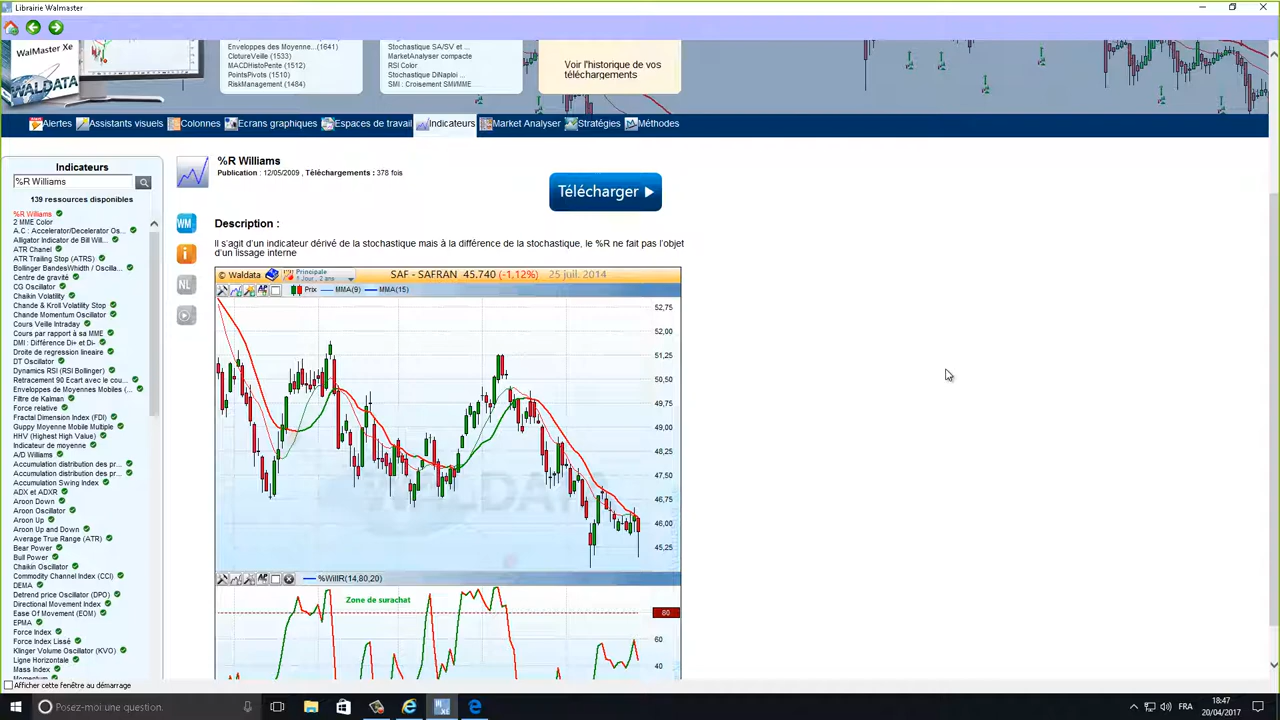 Librairie Walmaster
WalMaster Xe
WALDATA
Enveloppes des Moyenne...(1641)
ClotureVeille (1533)
MACDHistoPente (1512)
PointsPivots (1510)
RiskManagement (1484)
Stochastique SA/SV et ...
MarketAnalyser compacte
RSI Color
Stochastique DiNapoli ...
SMI : Croisement SMI/MME
Voir l'historique de vos
téléchargements
Alertes Assistants visuels Colonnes Ecrans graphiques Espaces de travail Indicateurs Market Analyser Stratégies Méthodes
Indicateurs
%R Williams
139 ressources disponibles
%R Williams
2 MME Color
A.C : Accelerator/Decelerator Os...
Alligator Indicator de Bill Will...
ATR Chanel
ATR Trailing Stop (ATRS)
Bollinger BandesWhidth / Oscilla...
Centre de gravité
CG Oscillator
Chaikin Volatility
Chande & Kroll Volatility Stop
Chande Momentum Oscillator
Cours Veille Intraday
Cours par rapport à sa MME
DMI : Différence Di+ et Di-
Droite de regression lineaire
DT Oscillator
Dynamics RSI (RSI Bollinger)
Retracement 90 Ecart avec le cou...
Enveloppes de Moyennes Mobiles (...
Filtre de Kalman
Force relative
Fractal Dimension Index (FDI)
Guppy Moyenne Mobile Multiple
HHV (Highest High Value)
Indicateur de moyenne
A/D Williams
Accumulation distribution des pr...
Accumulation distribution des pr...
Accumulation Swing Index
ADX et ADXR
Aroon Down
Aroon Oscillator
Aroon Up
Aroon Up and Down
Average True Range (ATR)
Bear Power
Bull Power
Chaikin Oscillator
Commodity Channel Index (CCI)
DEMA
Detrend price Oscillator (DPO)
Directional Movement Index
Ease Of Movement (EOM)
EPMA
Force Index
Force Index Lissé
Klinger Volume Oscillator (KVO)
Ligne Horizontale
Mass Index
Momentum
Afficher cette fenêtre au démarrage
%R Williams
Publication : 12/05/2009 , Téléchargements : 378 fois
Télécharger
WM
i
NL
Description :
Il s'agit d'un indicateur dérivé de la stochastique mais à la différence de la stochastique, le %R ne fait pas l'objet
d'un lissage interne
© Waldata Principale SAF - SAFRAN 45.740 (-1,12%) 25 juil. 2014
1 Jour, 2 ans
Prix MMA(9) MMA(15)
52,75
52,00
51,25
50,50
49,75
49,00
48,25
47,50
46,75
46,00
45,25
WALDATA
%WillR(14,80,20)
Zone de surachat
80
60
40
Posez-moi une question.
FRA
18:47
20/04/2017